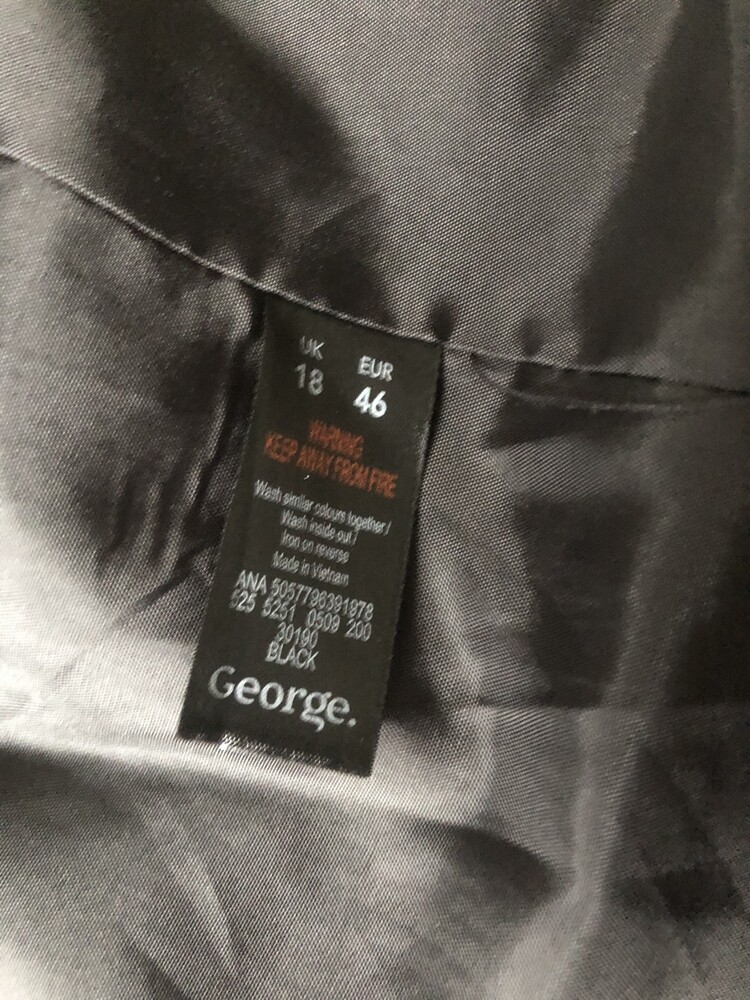 UK EUR
18 46
WARNING
KEEP AWAY FROM FIRE
Wash similar colours together /
Wash inside out /
Iron on reverse
Made in Vietnam
ANA 5057796391978
525 5251 0509 200
30190
BLACK
George.